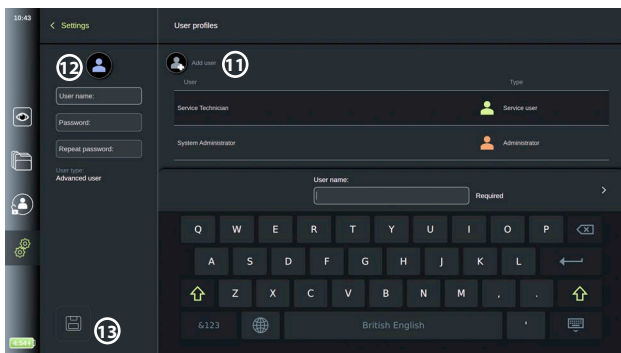 10:43
Settings
User profiles
12
Add user
11
User
Type
User name:
Service Technician
Service user
Password:
System Administrator
Administrator
Repeat password:
User type:
Advanced user
User name:
Required
Q W E R T Y U I O P
A S D F G H J K L
Z X C V B N M , .
&123
British English
'
13